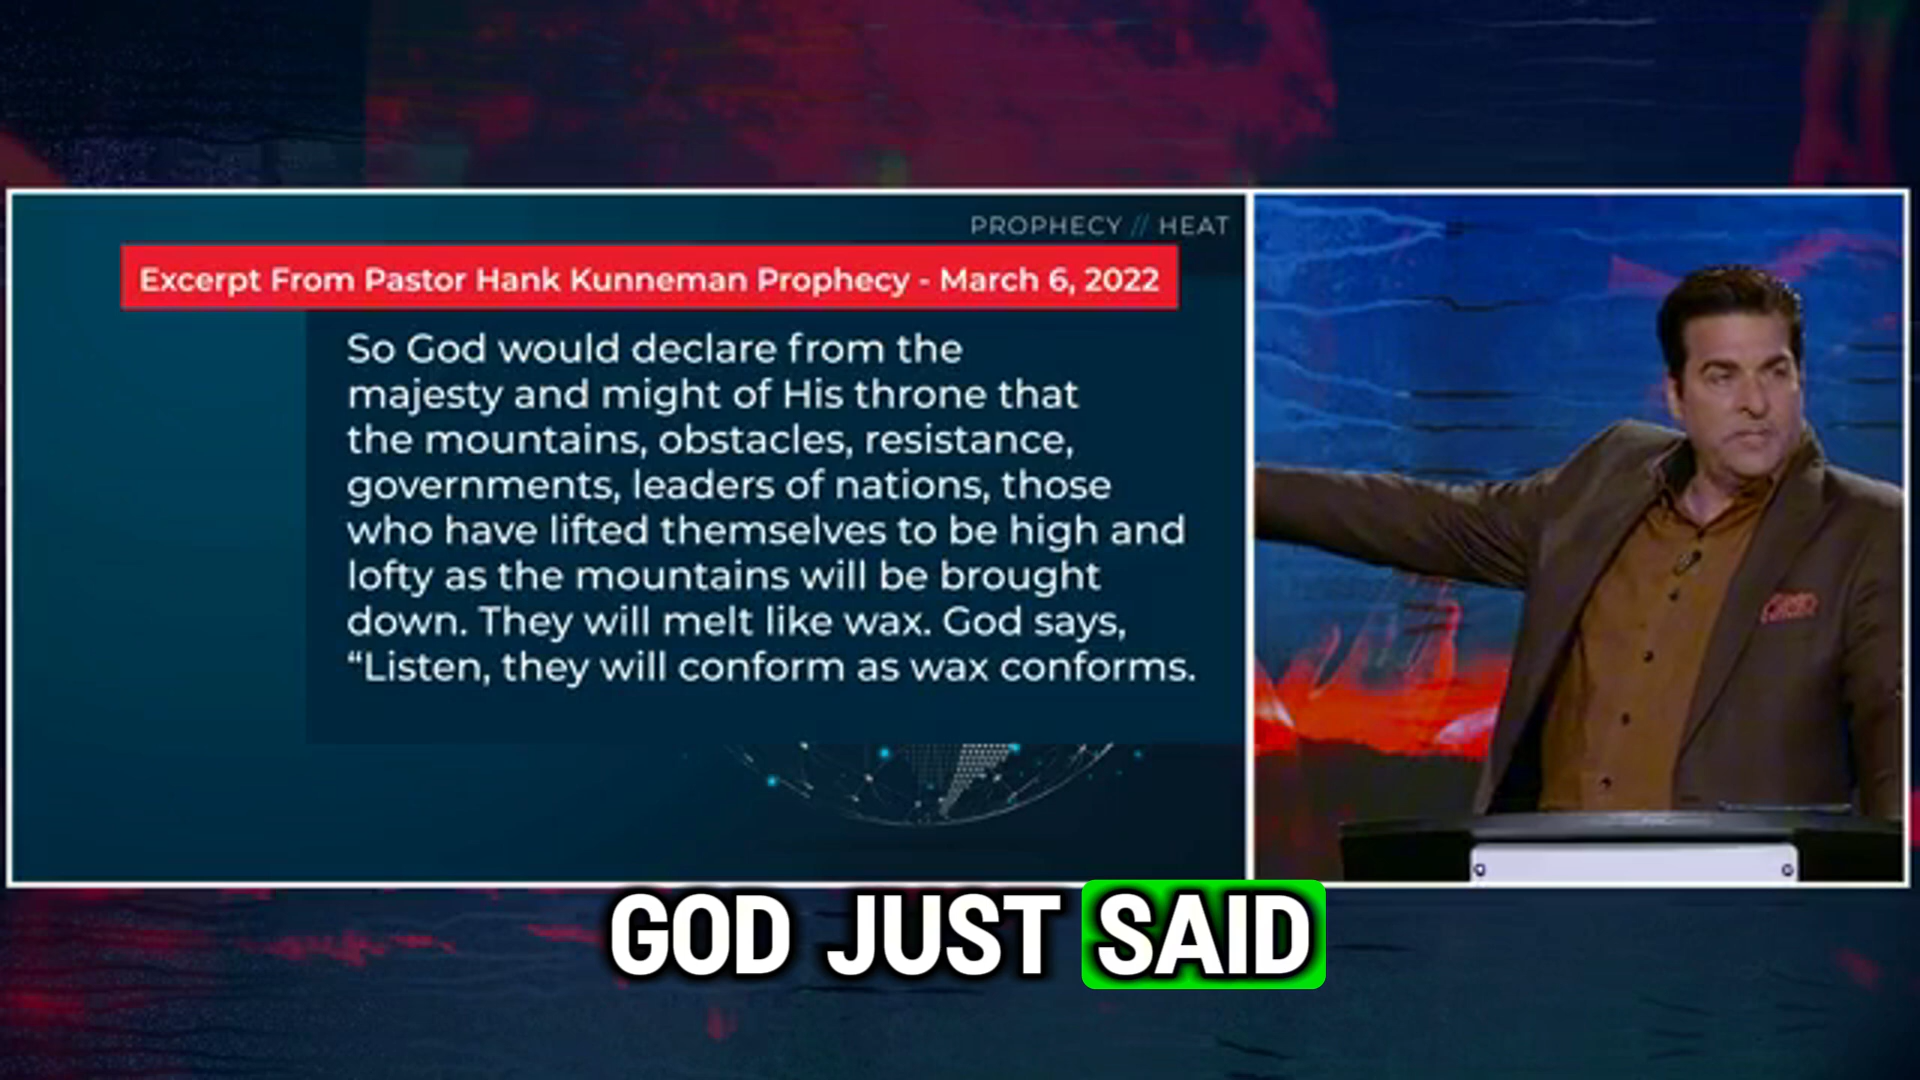 PROPHECY // HEAT
Excerpt From Pastor Hank Kunneman Prophecy - March 6, 2022
So God would declare from the
majesty and might of His throne that
the mountains, obstacles, resistance,
governments, leaders of nations, those
who have lifted themselves to be high and
lofty as the mountains will be brought
down. They will melt like wax. God says,
“Listen, they will conform as wax conforms.
GOD JUST SAID